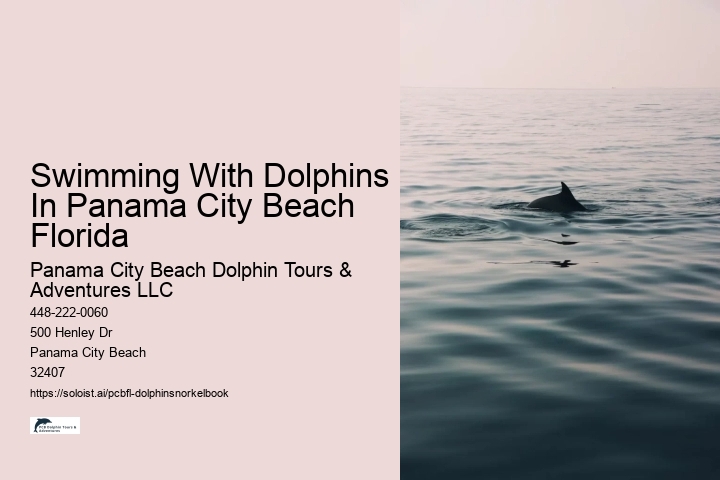 Swimming With Dolphins
In Panama City Beach
Florida
Panama City Beach Dolphin Tours &
Adventures LLC
448-222-0060
500 Henley Dr
Panama City Beach
32407
https://soloist.ai/pcbfl-dolphinsnorkelbook
PCB Dolphin Tours &
Adventures